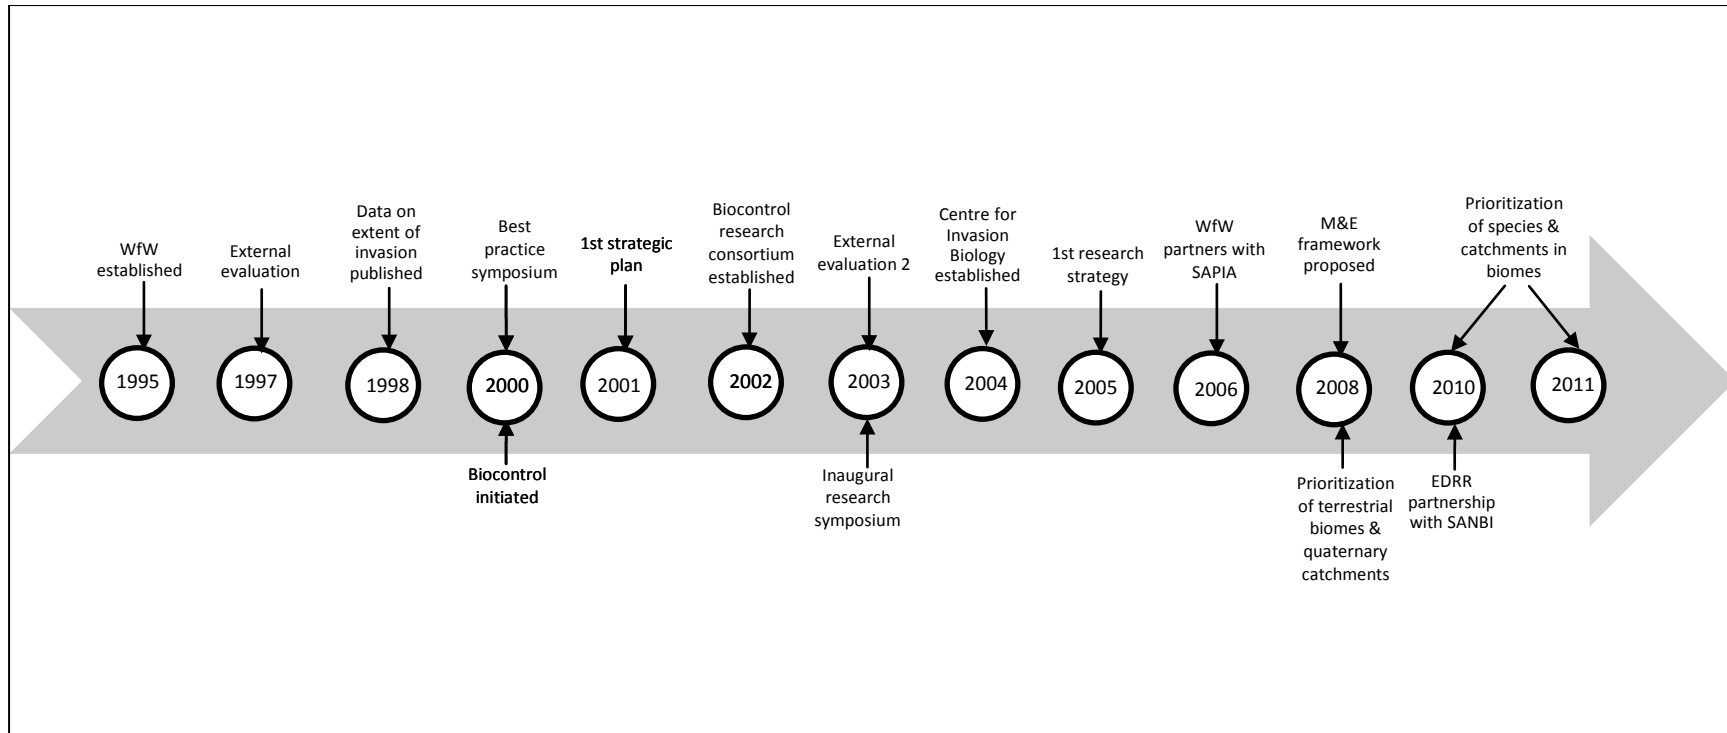 WfW
established
External
evaluation
Data on
extent of
invasion
published
Best
practice
symposium
1st strategic
plan
Biocontrol
research
consortium
established
External
evaluation 2
Centre for
Invasion
Biology
established
1st research
strategy
WfW
partners with
SAPIA
M&E
framework
proposed
Prioritization
of species &
catchments in
biomes
1995
1997
1998
2000
2001
2002
2003
2004
2005
2006
2008
2010
2011
Biocontrol
initiated
Inaugural
research
symposium
Prioritization
of terrestrial
biomes &
quaternary
catchments
EDRR
partnership
with SANBI